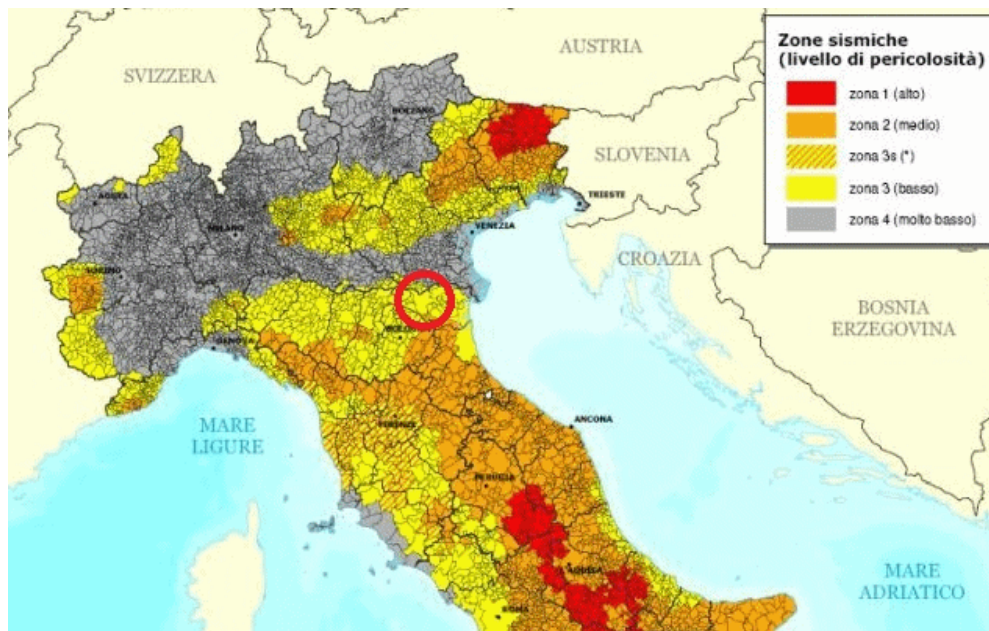 Zone sismiche
(livello di pericolosità)
zona 1 (alto)
zona 2 (medio)
zona 3s (*)
zona 3 (basso)
zona 4 (molto basso)
AUSTRIA
SVIZZERA
BOLZANO
SLOVENIA
AOSTA
TRIESTE
MILANO
VENEZIA
CROAZIA
TORINO
BOSNIA
ERZEGOVINA
GENOVA
MARE
LIGURE
FIRENZE
ANCONA
PERUGIA
MARE
ADRIATICO
ROMA